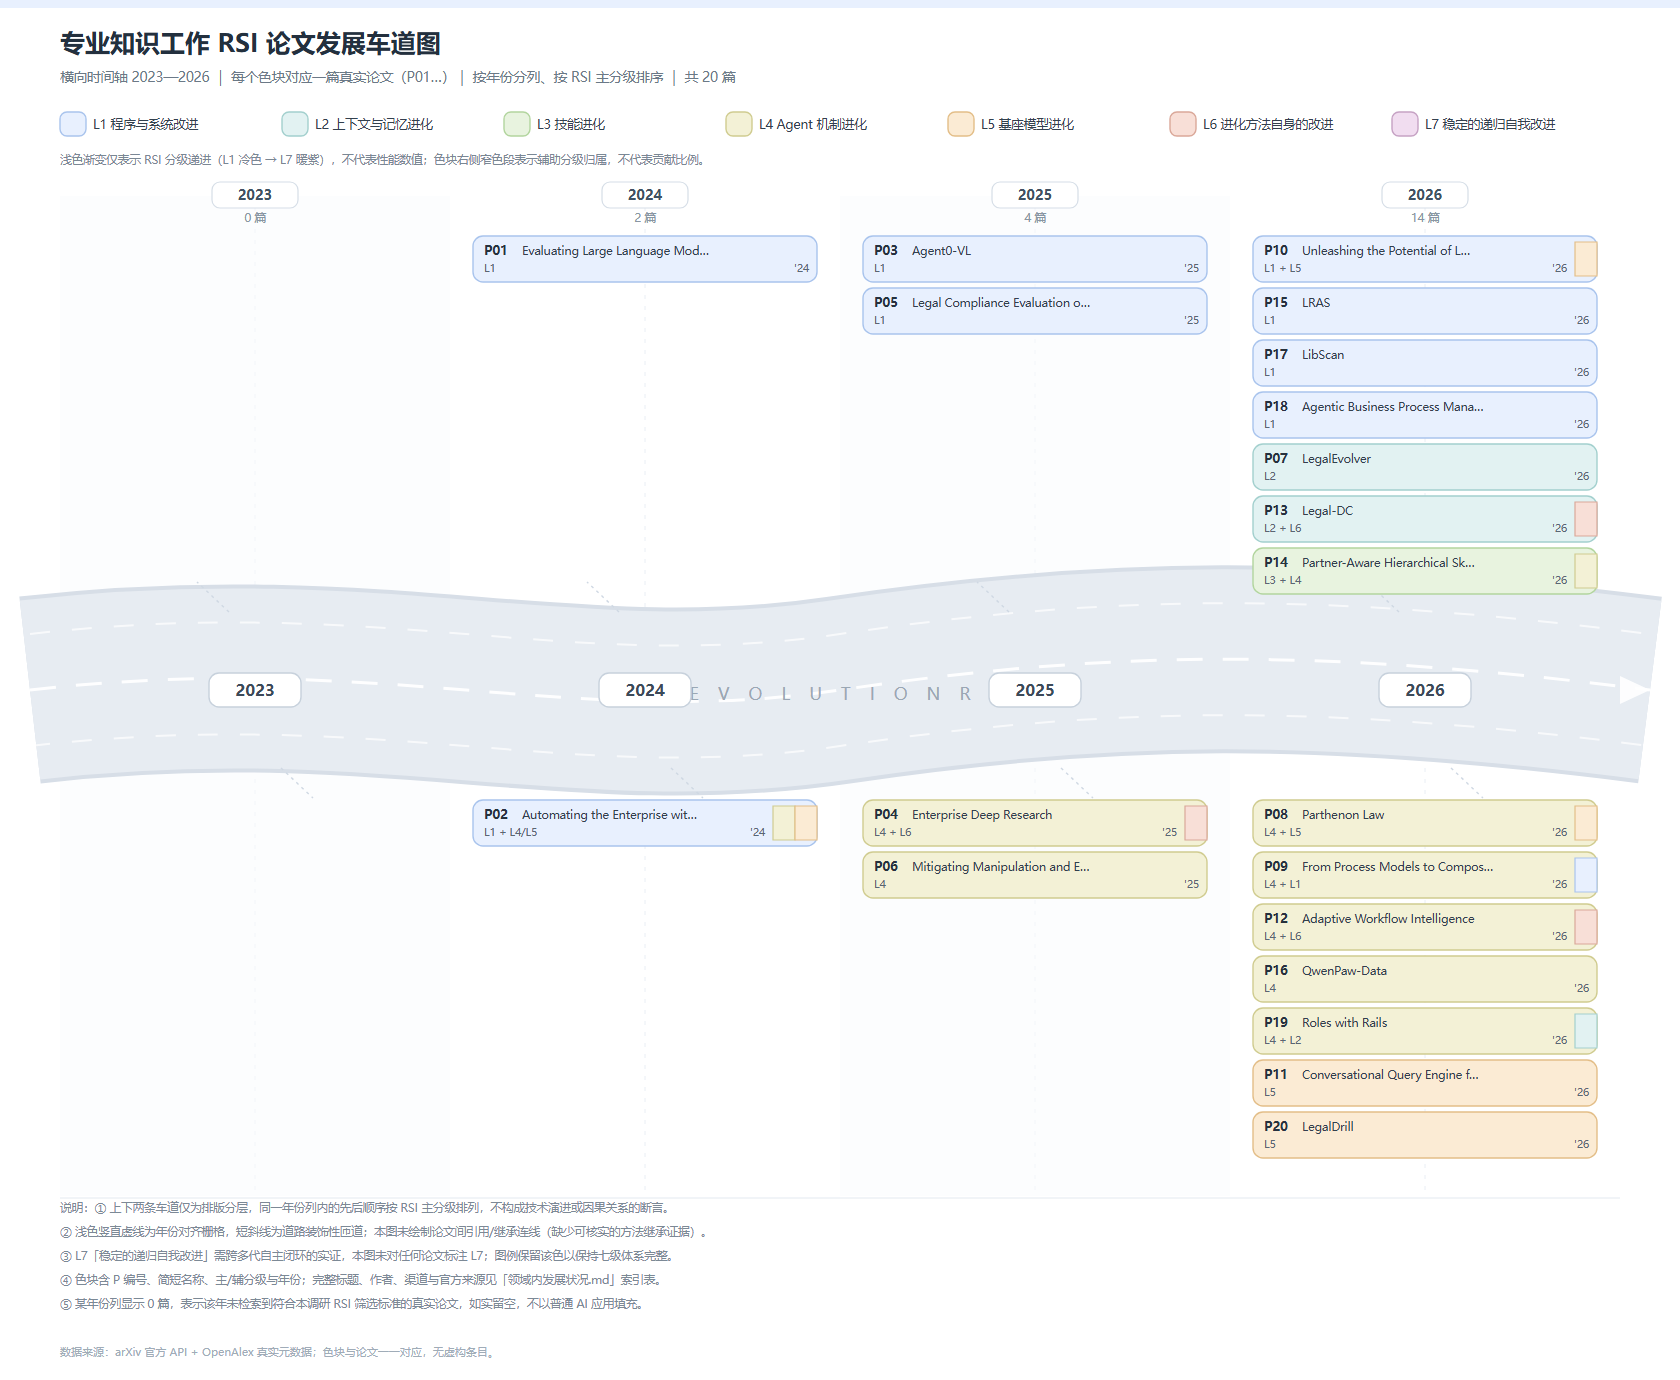 专业知识工作 RSI 论文发展车道图
横向时间轴 2023—2026 │ 每个色块对应一篇真实论文（P01…） │ 按年份分列、按 RSI 主分级排序 │ 共 20 篇
L1 程序与系统改进
L2 上下文与记忆进化
L3 技能进化
L4 Agent 机制进化
L5 基座模型进化
L6 进化方法自身的改进
L7 稳定的递归自我改进
浅色渐变仅表示 RSI 分级递进（L1 冷色 → L7 暖紫），不代表性能数值；色块右侧窄色段表示辅助分级归属，不代表贡献比例。
2023
0 篇
2024
2 篇
2025
4 篇
2026
14 篇
P01 Evaluating Large Language Mod...
L1 '24
P03 Agent0-VL
L1 '25
P05 Legal Compliance Evaluation o...
L1 '25
P10 Unleashing the Potential of L...
L1 + L5 '26
P15 LRAS
L1 '26
P17 LibScan
L1 '26
P18 Agentic Business Process Mana...
L1 '26
P07 LegalEvolver
L2 '26
P13 Legal-DC
L2 + L6 '26
P14 Partner-Aware Hierarchical Sk...
L3 + L4 '26
2023
2024
E V O L U T I O N R
2025
2026
P02 Automating the Enterprise wit...
L1 + L4/L5 '24
P04 Enterprise Deep Research
L4 + L6 '25
P06 Mitigating Manipulation and E...
L4 '25
P08 Parthenon Law
L4 + L5 '26
P09 From Process Models to Compos...
L4 + L1 '26
P12 Adaptive Workflow Intelligence
L4 + L6 '26
P16 QwenPaw-Data
L4 '26
P19 Roles with Rails
L4 + L2 '26
P11 Conversational Query Engine f...
L5 '26
P20 LegalDrill
L5 '26
说明：① 上下两条车道仅为排版分层，同一年份列内的先后顺序按 RSI 主分级排列，不构成技术演进或因果关系的断言。
② 浅色竖直虚线为年份对齐栅格，短斜线为道路装饰性匝道；本图未绘制论文间引用/继承连线（缺少可核实的方法继承证据）。
③ L7「稳定的递归自我改进」需跨多代自主闭环的实证，本图未对任何论文标注 L7；图例保留该色以保持七级体系完整。
④ 色块含 P 编号、简短名称、主/辅分级与年份；完整标题、作者、渠道与官方来源见「领域内发展状况.md」索引表。
⑤ 某年份列显示 0 篇，表示该年未检索到符合本调研 RSI 筛选标准的真实论文，如实留空，不以普通 AI 应用填充。
数据来源：arXiv 官方 API + OpenAlex 真实元数据；色块与论文一一对应，无虚构条目。